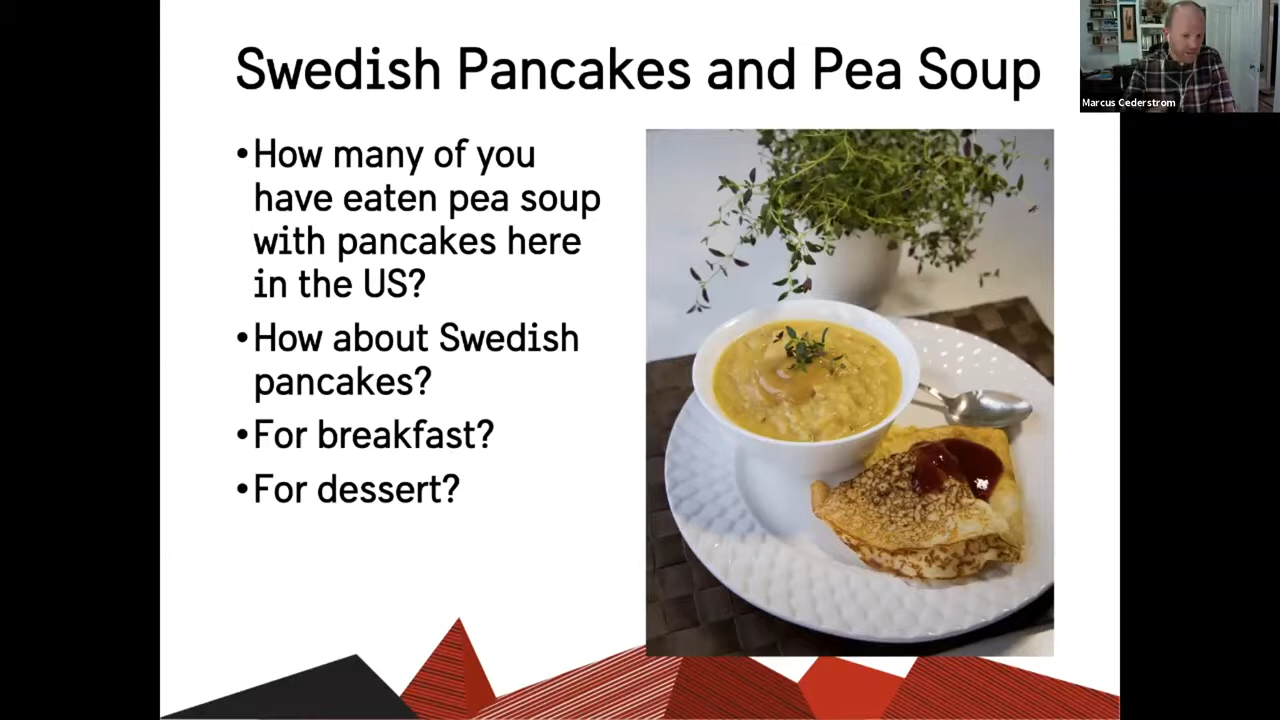 Swedish Pancakes and Pea Soup
Marcus Cederstrom
•How many of you
have eaten pea soup
with pancakes here
in the US?
•How about Swedish
pancakes?
•For breakfast?
•For dessert?